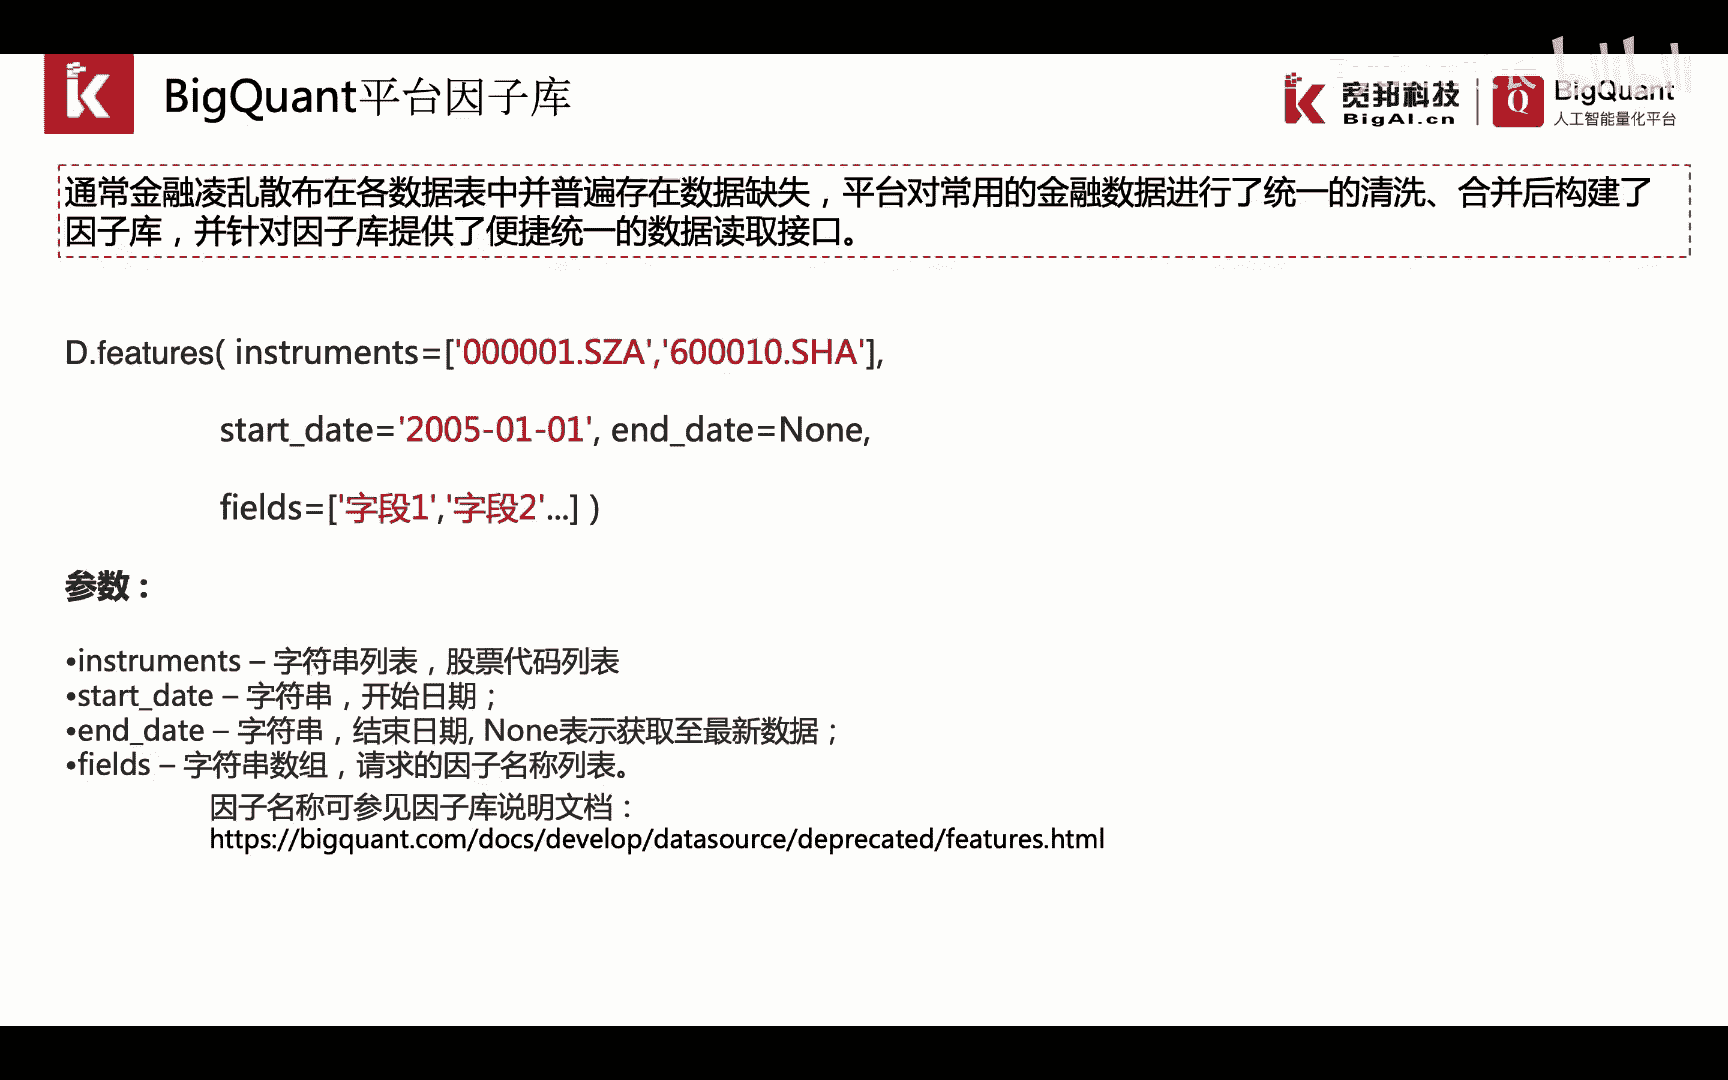 BigQuant平台因子库
宽邦科技
BigAI.cn
BigQuant
人工智能量化平台
通常金融凌乱散布在各数据表中并普遍存在数据缺失，平台对常用的金融数据进行了统一的清洗、合并后构建了
因子库，并针对因子库提供了便捷统一的数据读取接口。
D.features( instruments=['000001.SZA','600010.SHA'],
start_date='2005-01-01', end_date=None,
fields=['字段1','字段2'...] )
参数：
•instruments – 字符串列表，股票代码列表
•start_date – 字符串，开始日期；
•end_date – 字符串，结束日期, None表示获取至最新数据；
•fields – 字符串数组，请求的因子名称列表。
因子名称可参见因子库说明文档：
https://bigquant.com/docs/develop/datasource/deprecated/features.html